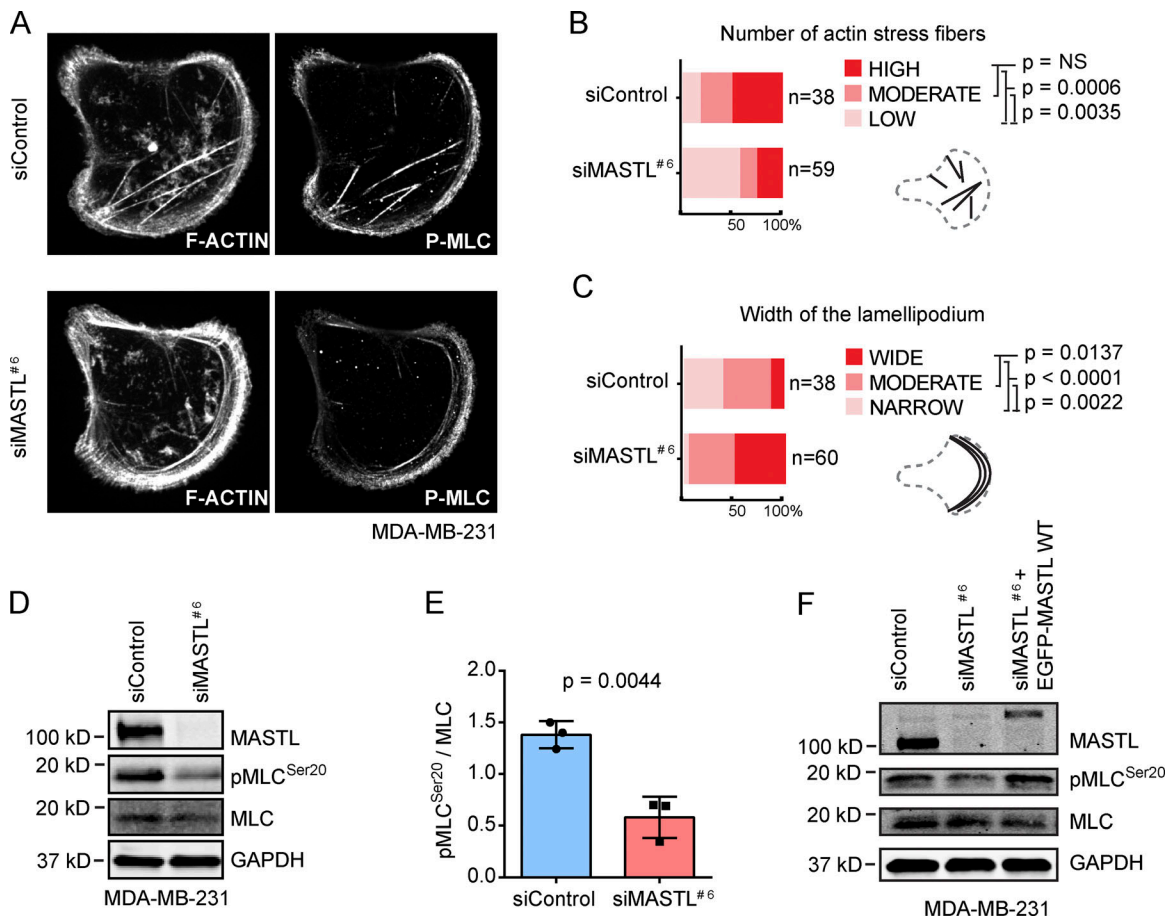 A
siControl
F-ACTIN
P-MLC
siMASTL#6
F-ACTIN
P-MLC
MDA-MB-231
B
Number of actin stress fibers
siControl
n=38
siMASTL#6
n=59
50
100%
HIGH
MODERATE
LOW
p = NS
p = 0.0006
p = 0.0035
C
Width of the lamellipodium
siControl
n=38
siMASTL#6
n=60
50
100%
WIDE
MODERATE
NARROW
p = 0.0137
p < 0.0001
p = 0.0022
D
siControl
siMASTL#6
100 kD
MASTL
20 kD
pMLCSer20
20 kD
MLC
37 kD
GAPDH
MDA-MB-231
E
pMLCSer20 / MLC
2.0
1.5
1.0
0.5
0.0
p = 0.0044
siControl
siMASTL#6
F
siControl
siMASTL#6
siMASTL#6 +
EGFP-MASTL WT
100 kD
MASTL
20 kD
pMLCSer20
20 kD
MLC
37 kD
GAPDH
MDA-MB-231